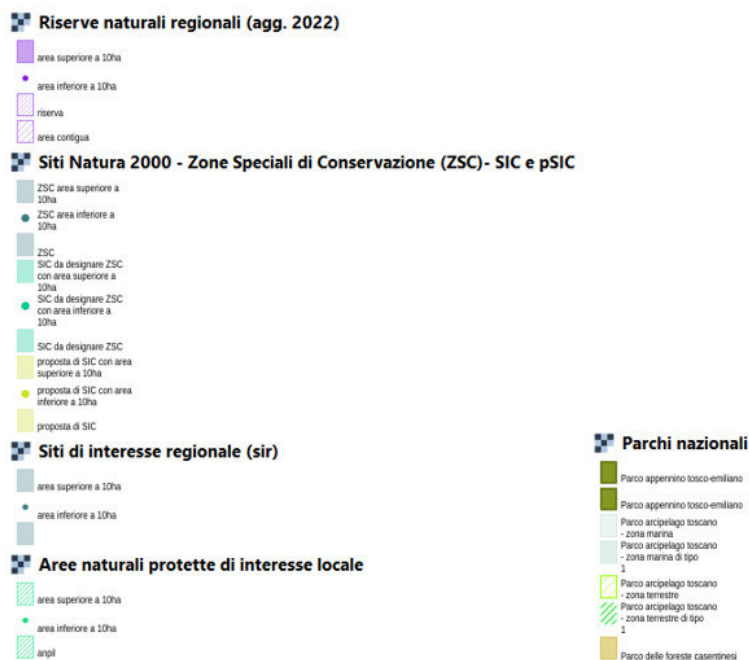 Riserve naturali regionali (agg. 2022)
area superiore a 10ha
area inferiore a 10ha
riserva
area contigua
Siti Natura 2000 - Zone Speciali di Conservazione (ZSC)- SIC e pSIC
ZSC area superiore a
10ha
ZSC area inferiore a
10ha
ZSC
SIC da designare ZSC
con area superiore a
10ha
SIC da designare ZSC
con area inferiore a
10ha
SIC da designare ZSC
proposta di SIC con area
superiore a 10ha
proposta di SIC con area
inferiore a 10ha
proposta di SIC
Siti di interesse regionale (sir)
area superiore a 10ha
area inferiore a 10ha
Aree naturali protette di interesse locale
area superiore a 10ha
area inferiore a 10ha
anpil
Parchi nazionali
Parco appennino tosco-emiliano
Parco appennino tosco-emiliano
Parco arcipelago toscano
- zona marina
Parco arcipelago toscano
- zona marina di tipo
1
Parco arcipelago toscano
- zona terrestre
Parco arcipelago toscano
- zona terrestre di tipo
1
Parco delle foreste casentinesi